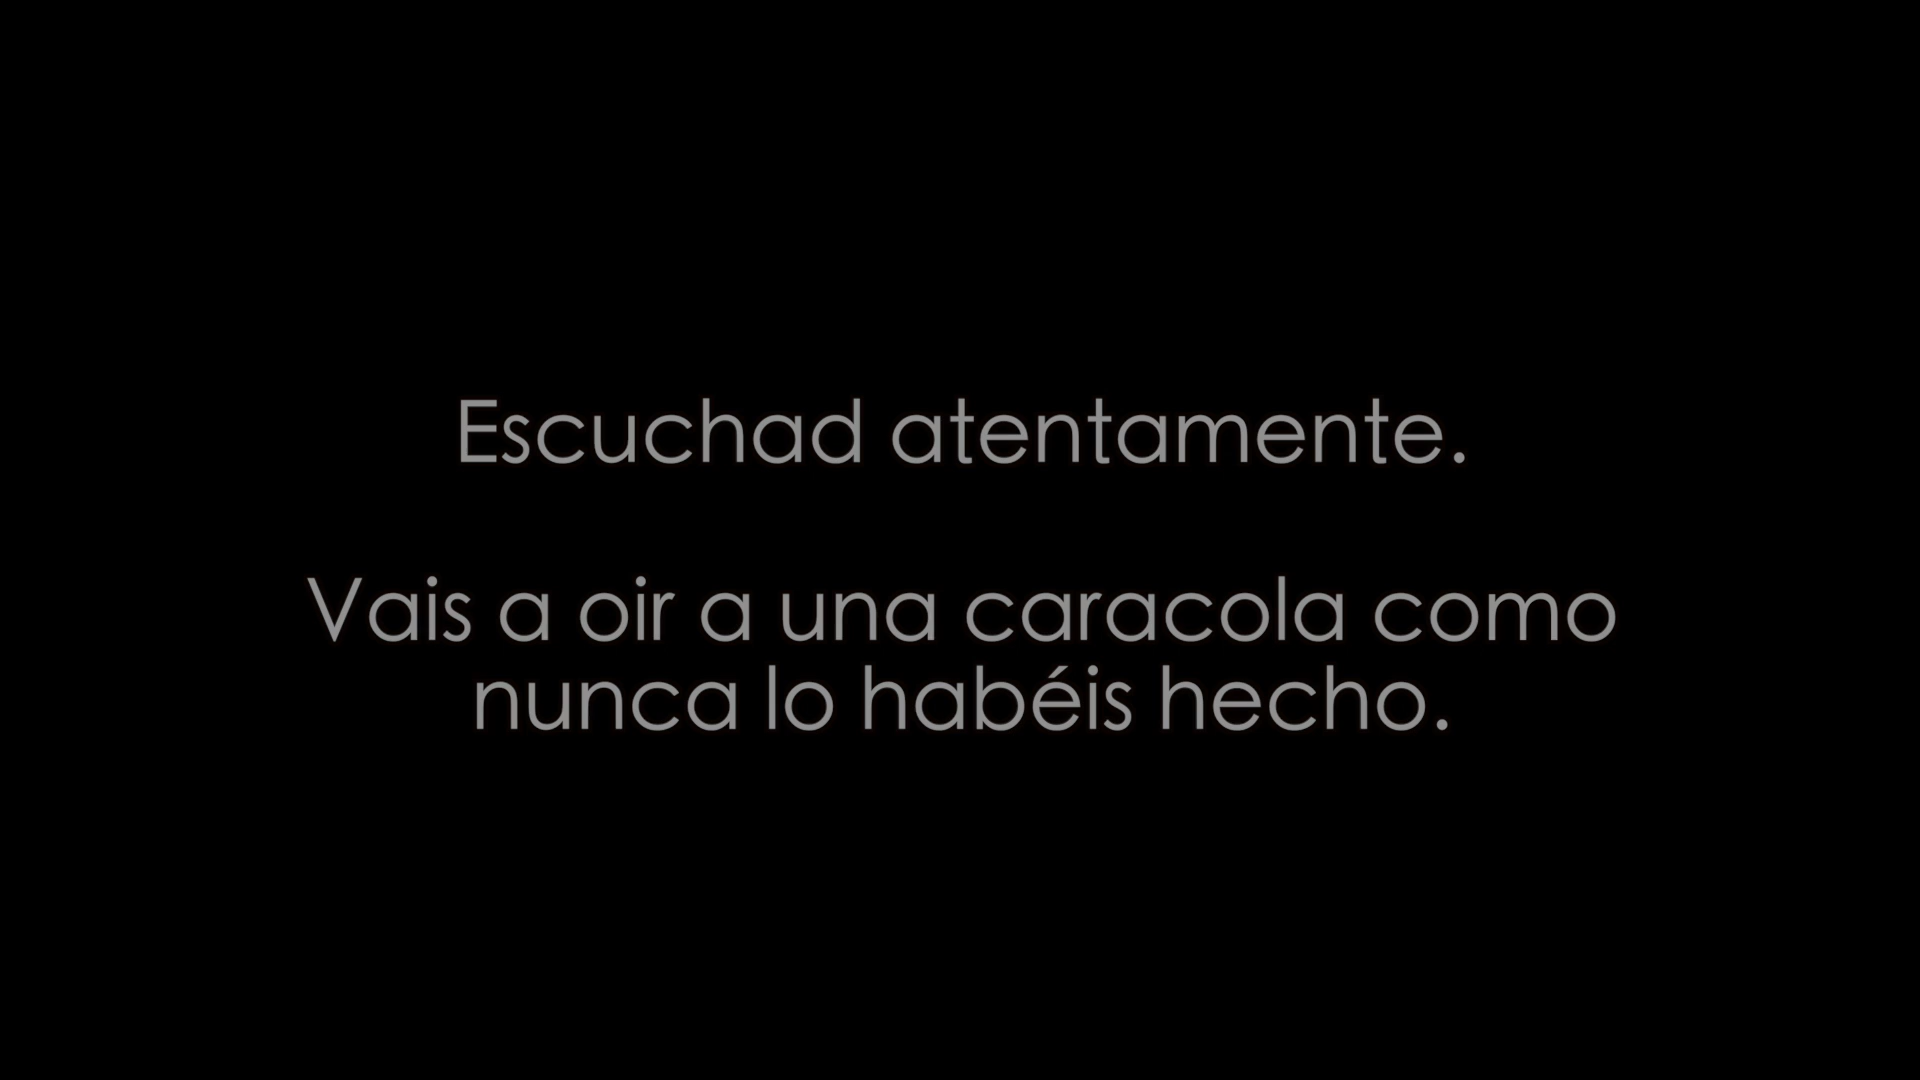 Escuchad atentamente.
Vais a oir a una caracola como
nunca lo habéis hecho.